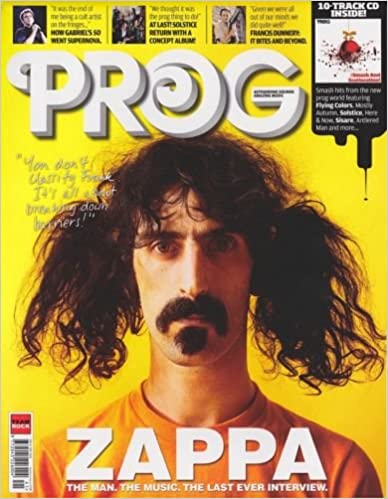 "It was the end of
me being a cult artist
on the fringes..."
HOW GABRIEL'S SO
WENT SUPERNOVA.
"We thought it was
the prog thing to do!"
AT LAST! SOLSTICE
RETURN WITH A
CONCEPT ALBUM!
"Given we were all
out of our minds we
did quite well!"
FRANCIS DUNNERY:
IT BITES AND BEYOND.
10-TRACK CD
INSIDE!
PROG
Smash hits from the new
prog world featuring
Flying Colors, Mostly
Autumn, Solstice, Here
& Now, Sisare, Antlered
Man and more...
PROG
"You don't
classify Frank.
It's all about
breaking down
barriers!"
TEAM ROCK
ZAPPA
THE MAN. THE MUSIC. THE LAST EVER INTERVIEW.